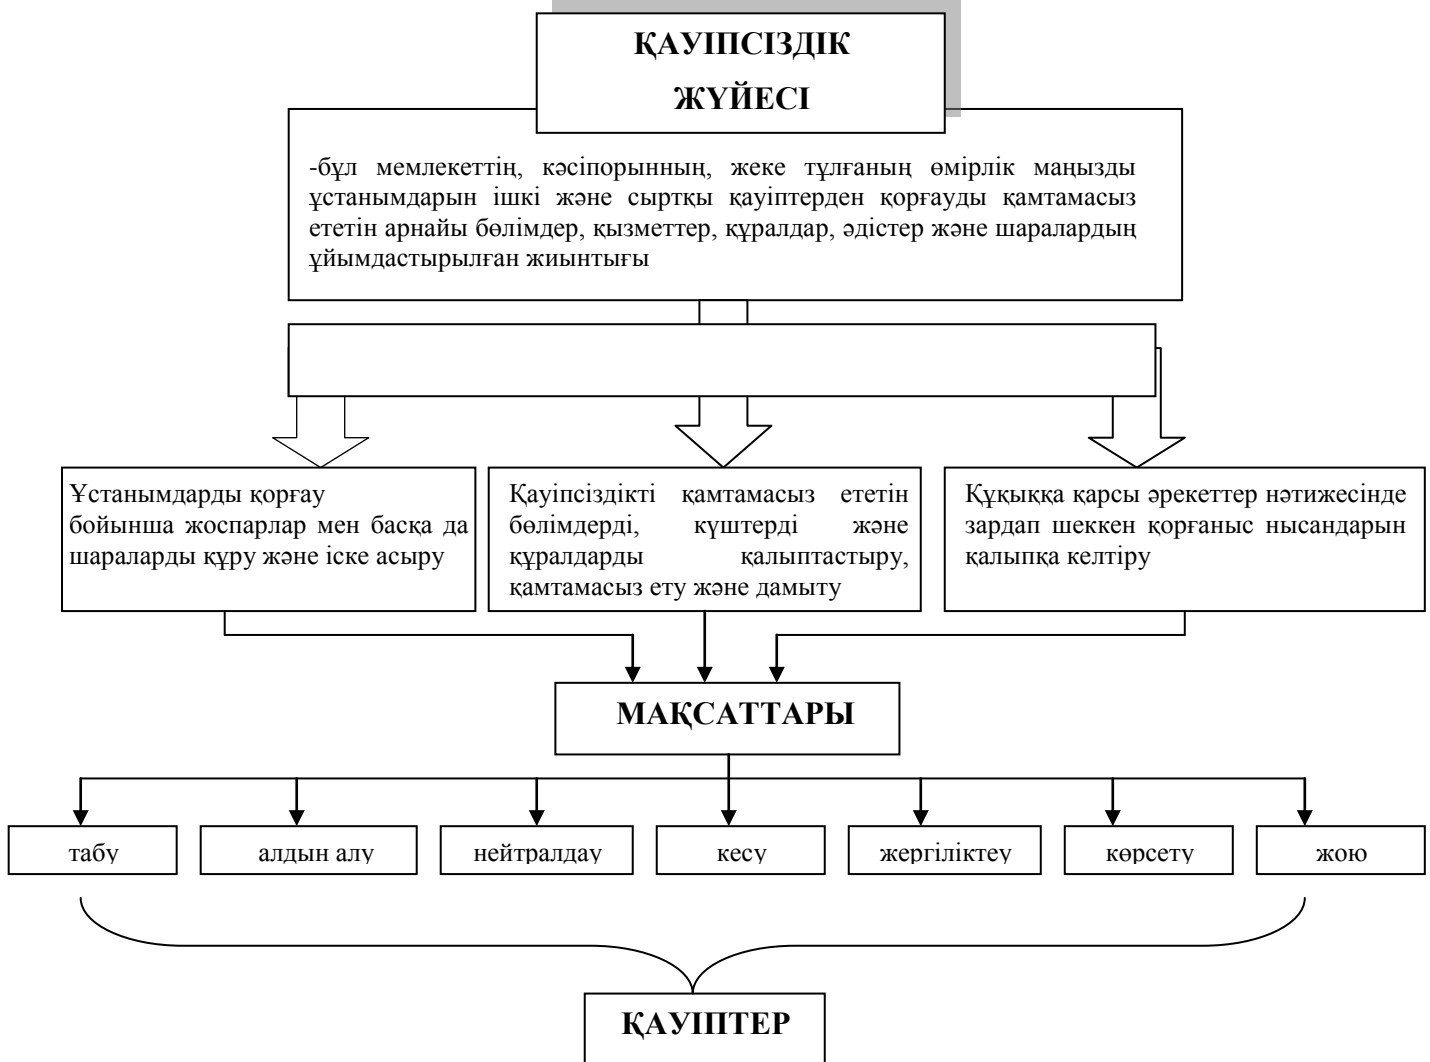 ҚАУІПСІЗДІК
ЖҮЙЕСІ
-бұл мемлекеттің, кәсіпорынның, жеке тұлғаның өмірлік маңызды
ұстанымдарын ішкі және сыртқы қауіптерден қорғауды қамтамасыз
ететін арнайы бөлімдер, қызметтер, құралдар, әдістер және шаралардың
ұйымдастырылған жиынтығы
Ұстанымдарды қорғау
бойынша жоспарлар мен басқа да
шараларды құру және іске асыру
Қауіпсіздікті қамтамасыз ететін
бөлімдерді, күштерді және
құралдарды қалыптастыру,
қамтамасыз ету және дамыту
Құқыққа қарсы әрекеттер нәтижесінде
зардап шеккен қорғаныс нысандарын
қалыпқа келтіру
МАҚСАТТАРЫ
табу
алдын алу
нейтралдау
кесу
жергіліктеу
көрсету
жою
ҚАУІПТЕР